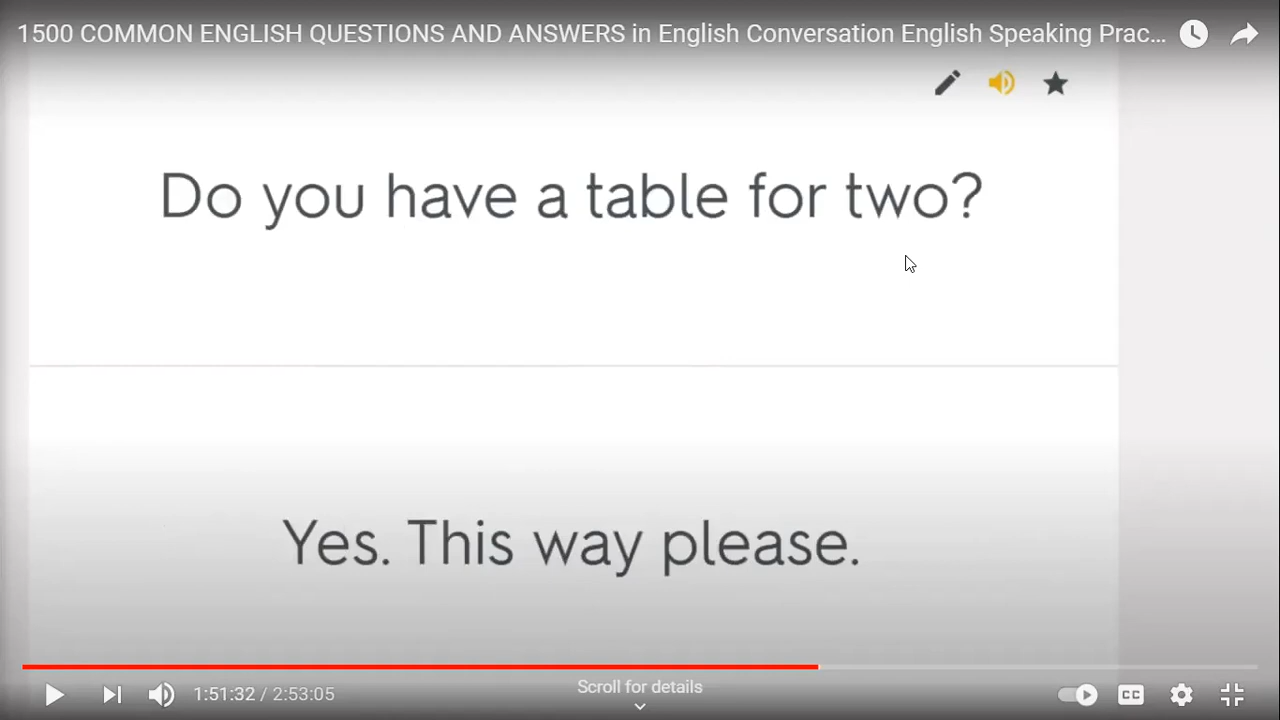 1500 COMMON ENGLISH QUESTIONS AND ANSWERS in English Conversation English Speaking Prac...
Do you have a table for two?
Yes. This way please.
Scroll for details
1:51:32 / 2:53:05
CC